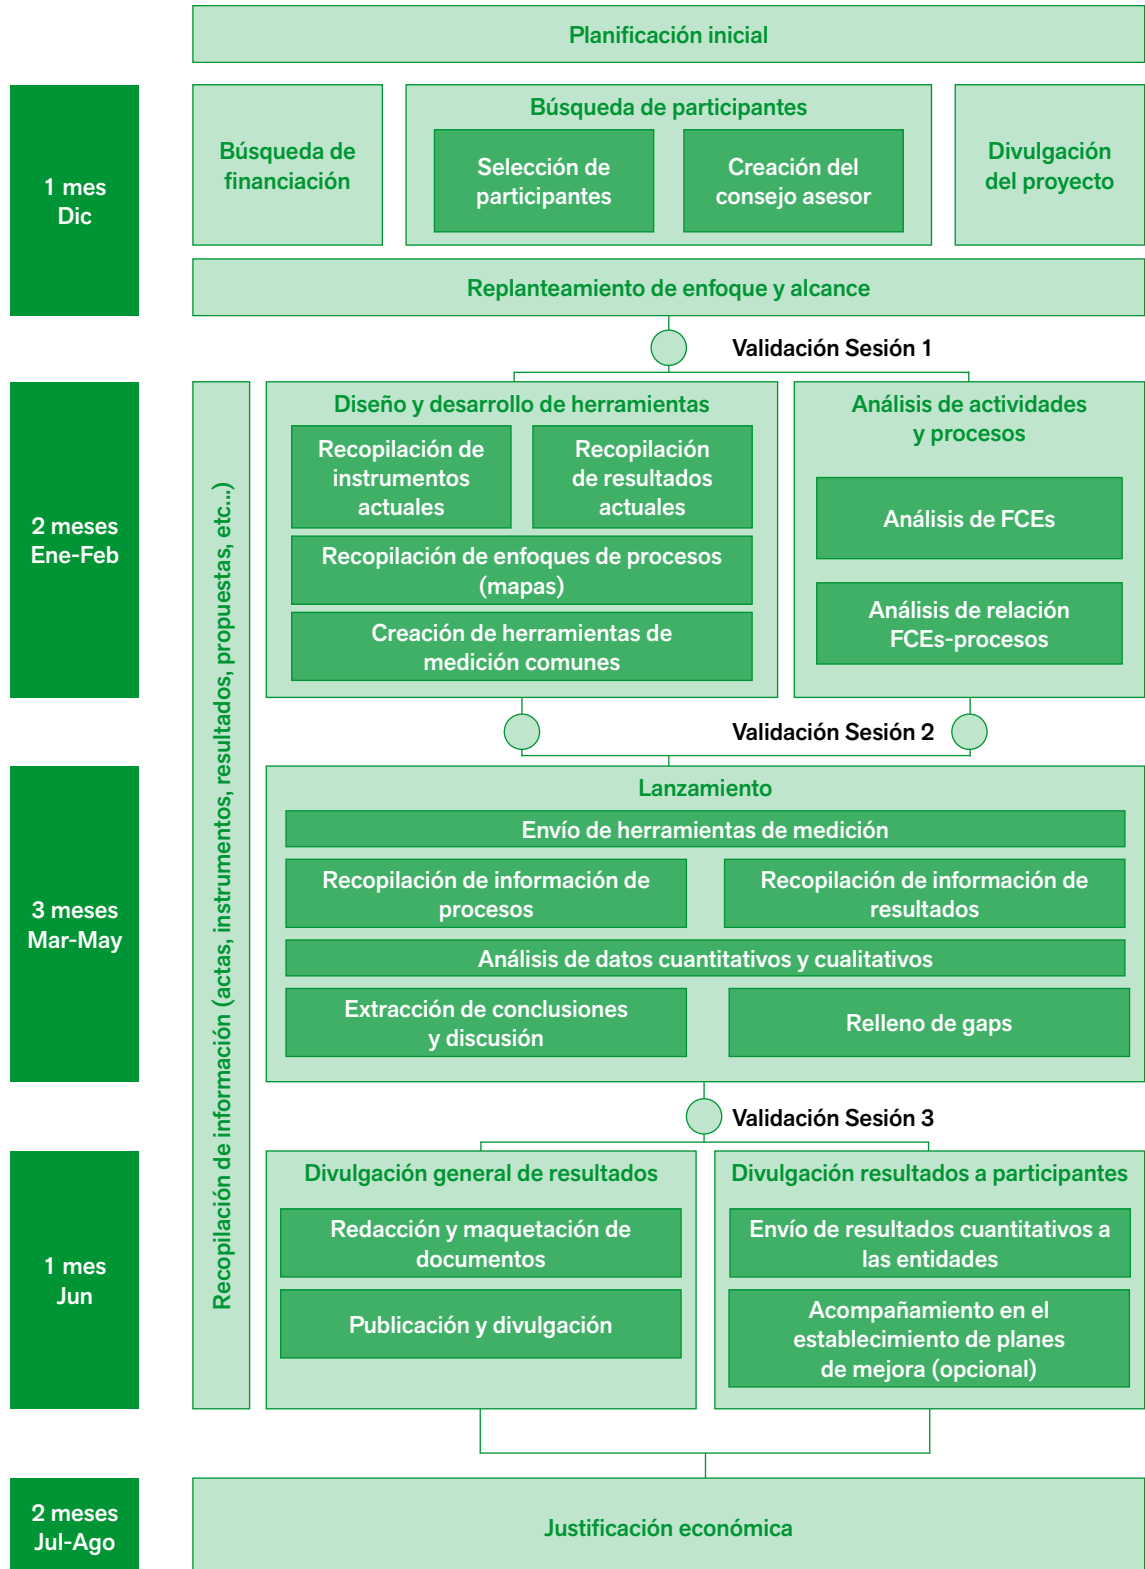 Planificación inicial
1 mes
Dic
Búsqueda de
financiación
Búsqueda de participantes
Selección de
participantes
Creación del
consejo asesor
Divulgación
del proyecto
Replanteamiento de enfoque y alcance
Validación Sesión 1
2 meses
Ene-Feb
Recopilación de información (actas, instrumentos, resultados, propuestas, etc...)
Diseño y desarrollo de herramientas
Recopilación de
instrumentos
actuales
Recopilación
de resultados
actuales
Recopilación de enfoques de procesos
(mapas)
Creación de herramientas de
medición comunes
Análisis de actividades
y procesos
Análisis de FCEs
Análisis de relación
FCEs-procesos
Validación Sesión 2
3 meses
Mar-May
Lanzamiento
Envío de herramientas de medición
Recopilación de información de
procesos
Recopilación de información de
resultados
Análisis de datos cuantitativos y cualitativos
Extracción de conclusiones
y discusión
Relleno de gaps
Validación Sesión 3
1 mes
Jun
Divulgación general de resultados
Redacción y maquetación de
documentos
Publicación y divulgación
Divulgación resultados a participantes
Envío de resultados cuantitativos a
las entidades
Acompañamiento en el
establecimiento de planes
de mejora (opcional)
2 meses
Jul-Ago
Justificación económica